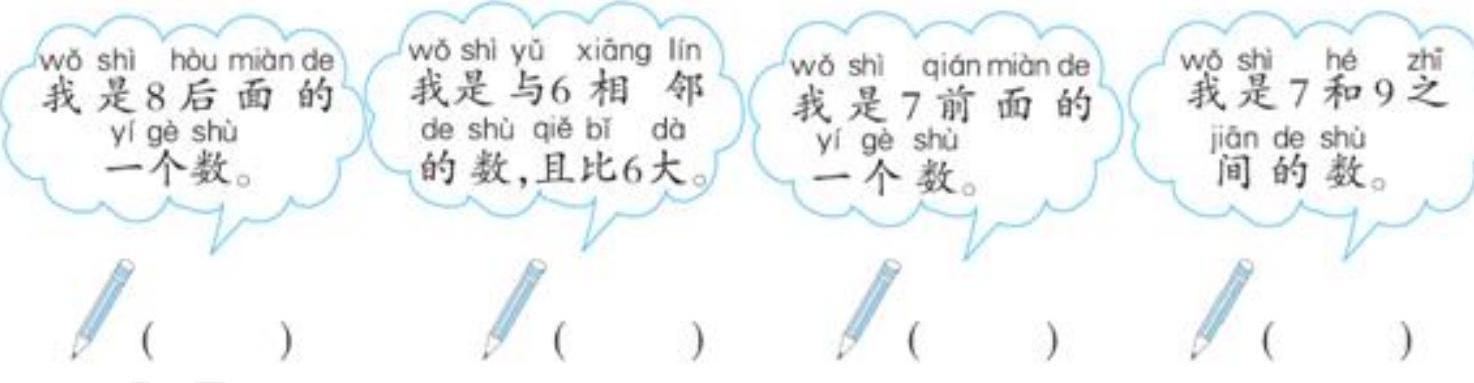 wǒ shì hòu miàn de
我是8后面的
yí gè shù
一个数。
wǒ shì yǔ xiāng lín
我是与6相邻
de shù qiě bǐ dà
的数,且比6大。
wǒ shì qián miàn de
我是7前面的
yí gè shù
一个数。
wǒ shì hé zhī
我是7和9之
jiān de shù
间的数。
( ) ( ) ( ) ( )